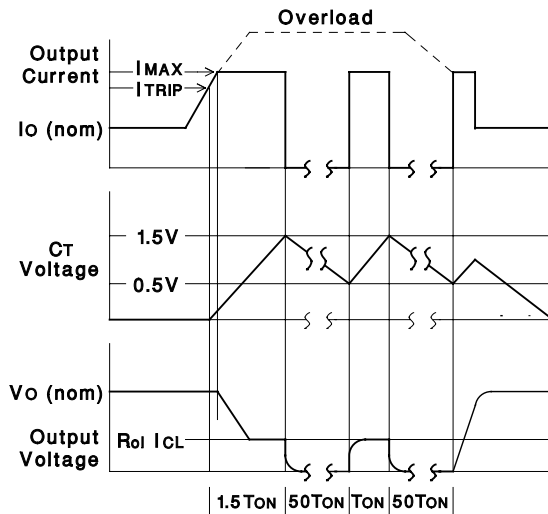 Overload
Output
Current
IMAX
ITRIP
IO (nom)
CT
Voltage
1.5V
0.5V
VO (nom)
Output
Voltage
Rol ICL
1.5TON 50TON TON 50TON